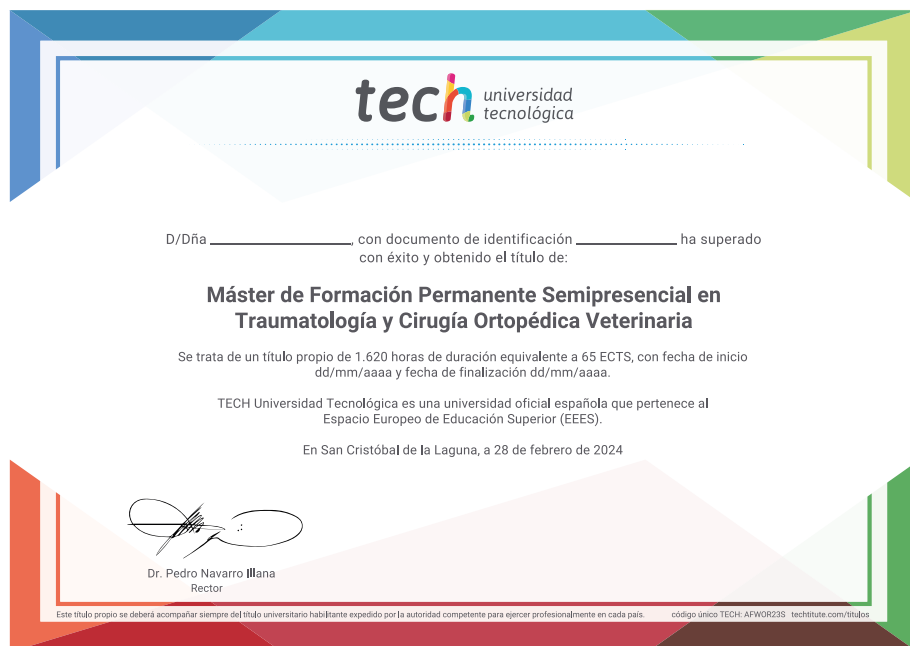 tech universidad
tecnológica
D/Dña ____________, con documento de identificación ____________ ha superado
con éxito y obtenido el título de:
Máster de Formación Permanente Semipresencial en
Traumatología y Cirugía Ortopédica Veterinaria
Se trata de un título propio de 1.620 horas de duración equivalente a 65 ECTS, con fecha de inicio
dd/mm/aaaa y fecha de finalización dd/mm/aaaa.
TECH Universidad Tecnológica es una universidad oficial española que pertenece al
Espacio Europeo de Educación Superior (EEES).
En San Cristóbal de la Laguna, a 28 de febrero de 2024
Dr. Pedro Navarro Illana
Rector
Este título propio se deberá acompañar siempre del título universitario habilitante expedido por la autoridad competente para ejercer profesionalmente en cada país. código único TECH: AFWOR23S techtitute.com/titulos